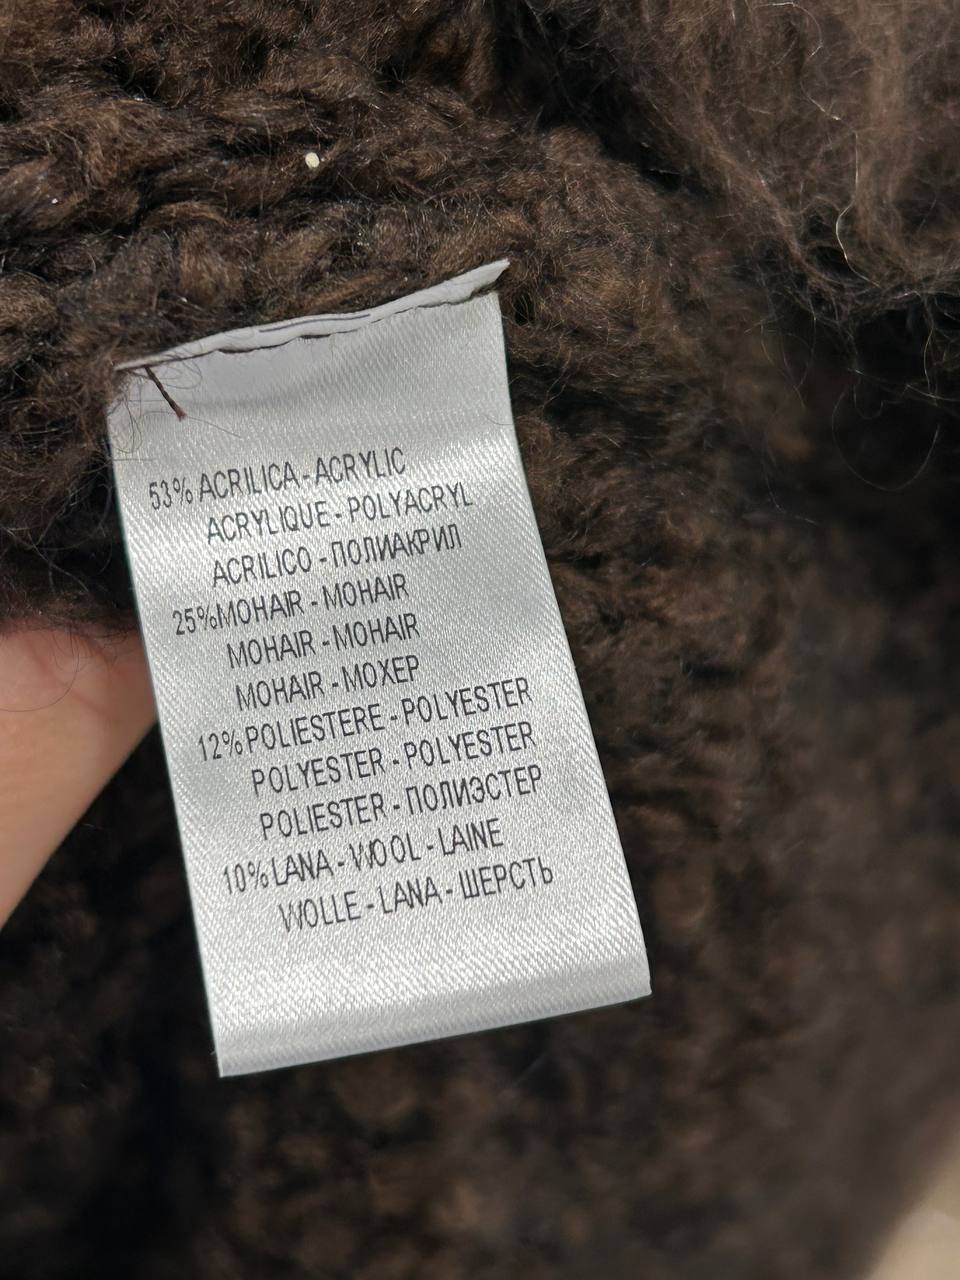 53% ACRILICA - ACRYLIC
ACRYLIQUE - POLYACRYL
ACRILICO - ПОЛИАКРИЛ
25%MOHAIR - MOHAIR
MOHAIR - MOHAIR
MOHAIR - МОХЕР
12% POLIESTERE - POLYESTER
POLYESTER - POLYESTER
POLIESTER - ПОЛИЭСТЕР
10% LANA - WOOL - LAINE
WOLLE - LANA - ШЕРСТЬ